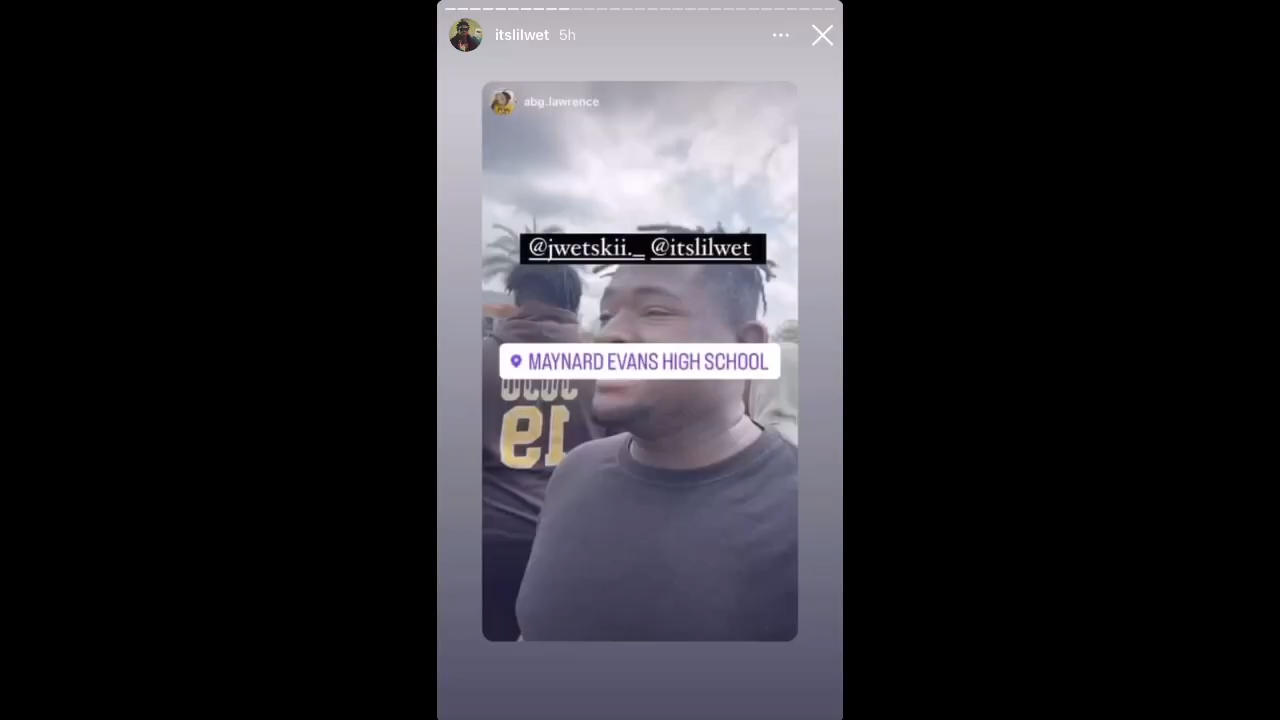 itslilwet 5h
abg.lawrence
@jwetskii._ @itslilwet
MAYNARD EVANS HIGH SCHOOL
19